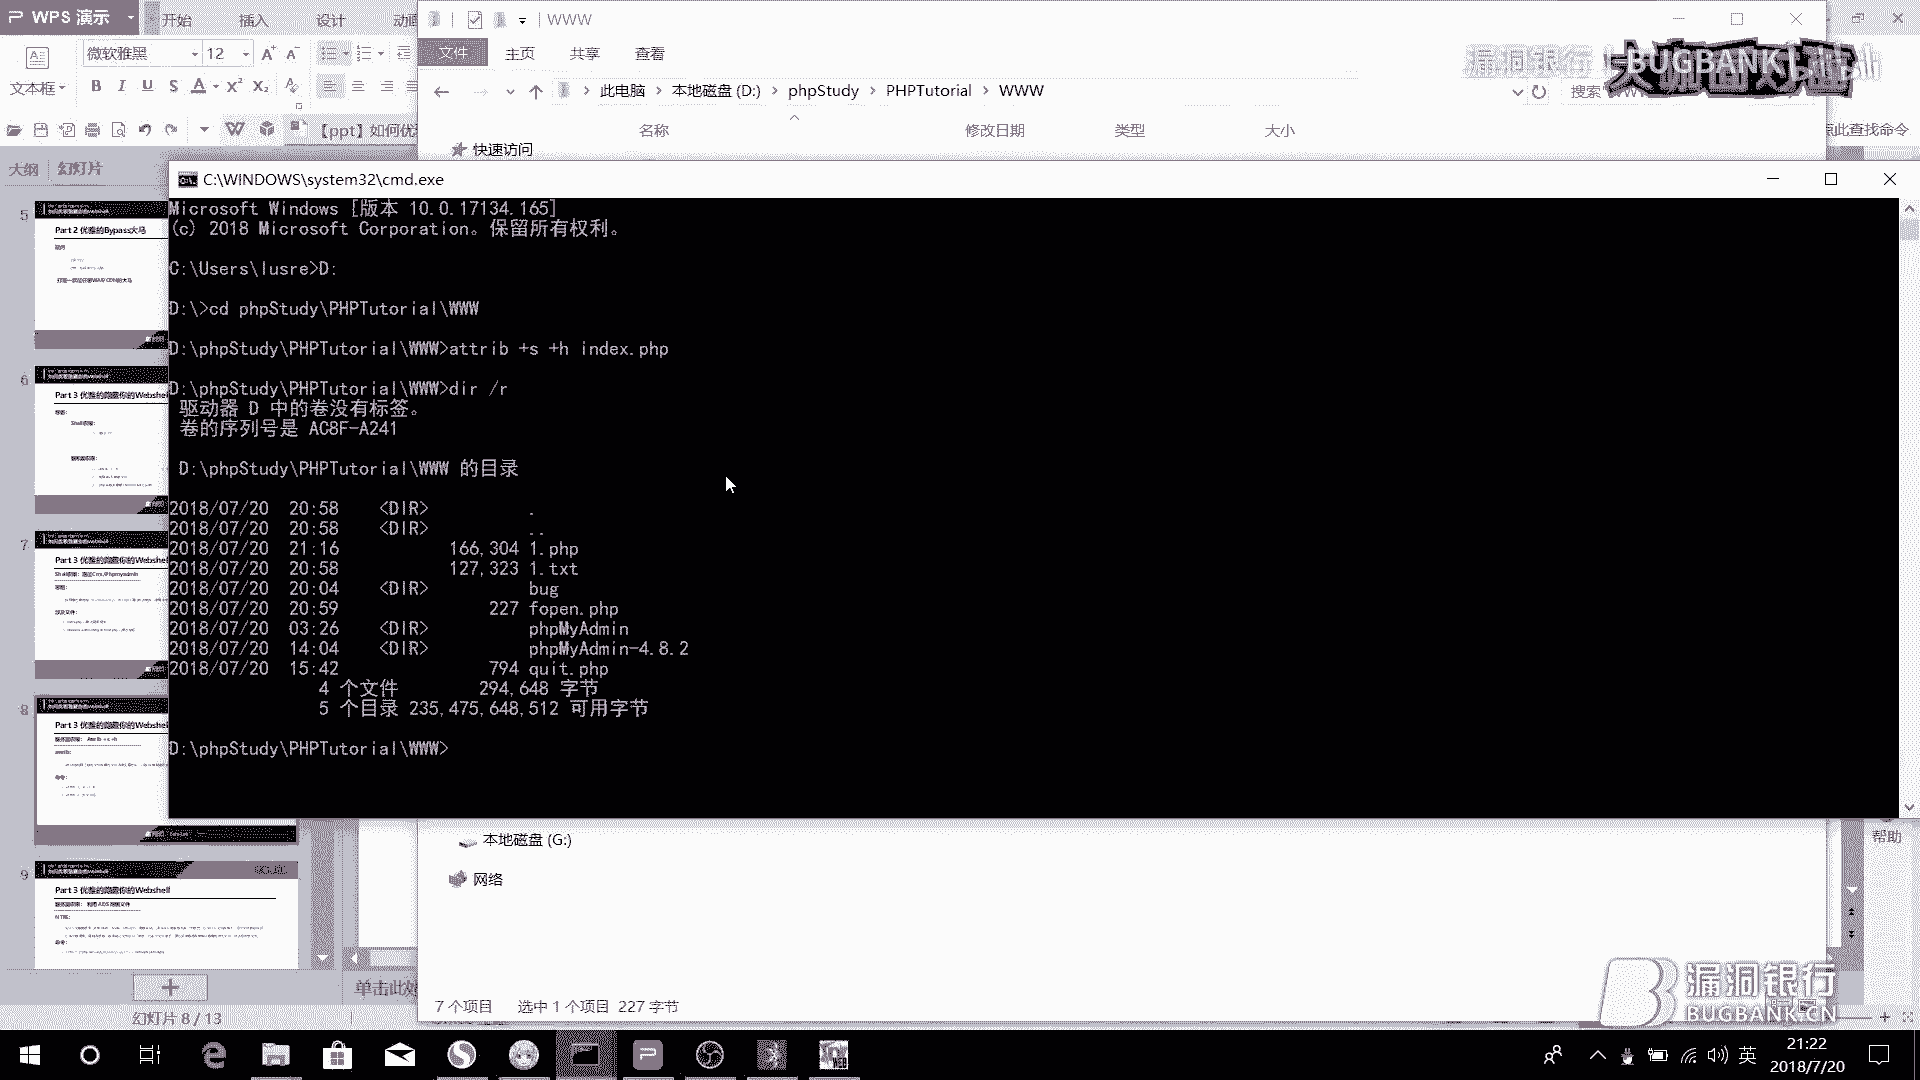 WPS 演示
开始
插入
设计
动画
WWW
微软雅黑
12
文本框
【ppt】如何优
文件
主页
共享
查看
此电脑 > 本地磁盘 (D:) > phpStudy > PHPTutorial > WWW
名称
修改日期
类型
大小
快速访问
漏洞银行
BUGBANK
此查找命令
大纲
幻灯片
C:\WINDOWS\system32\cmd.exe
Microsoft Windows [版本 10.0.17134.165]
(c) 2018 Microsoft Corporation。保留所有权利。
C:\Users\lusre>D:
D:\>cd phpStudy\PHPTutorial\WWW
D:\phpStudy\PHPTutorial\WWW>attrib +s +h index.php
D:\phpStudy\PHPTutorial\WWW>dir /r
驱动器 D 中的卷没有标签。
卷的序列号是 AC8F-A241
D:\phpStudy\PHPTutorial\WWW 的目录
2018/07/20  20:58    <DIR>          .
2018/07/20  20:58    <DIR>          ..
2018/07/20  21:16           166,304 1.php
2018/07/20  20:58           127,323 1.txt
2018/07/20  20:04    <DIR>          bug
2018/07/20  20:59               227 fopen.php
2018/07/20  03:26    <DIR>          phpMyAdmin
2018/07/20  14:04    <DIR>          phpMyAdmin-4.8.2
2018/07/20  15:42               794 quit.php
4 个文件        294,648 字节
5 个目录 235,475,648,512 可用字节
D:\phpStudy\PHPTutorial\WWW>
5
Part 2 优雅的Bypass大马
6
Part 3 优雅的隐藏你的Webshel
7
Part 3 优雅的隐藏你的Webshel
8
Part 3 优雅的隐藏你的Webshel
9
Part 3 优雅的隐藏你的Webshell
本地磁盘 (G:)
网络
帮助
单击此
7 个项目
选中 1 个项目 227 字节
幻灯片 8 / 13
漏洞银行
BUGBANK.CN
英
21:22
2018/7/20